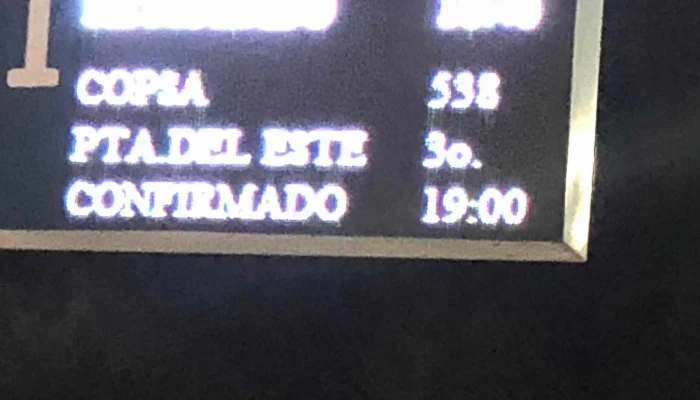 COPSA 538
PTA.DEL ESTE 3o.
CONFIRMADO 19:00